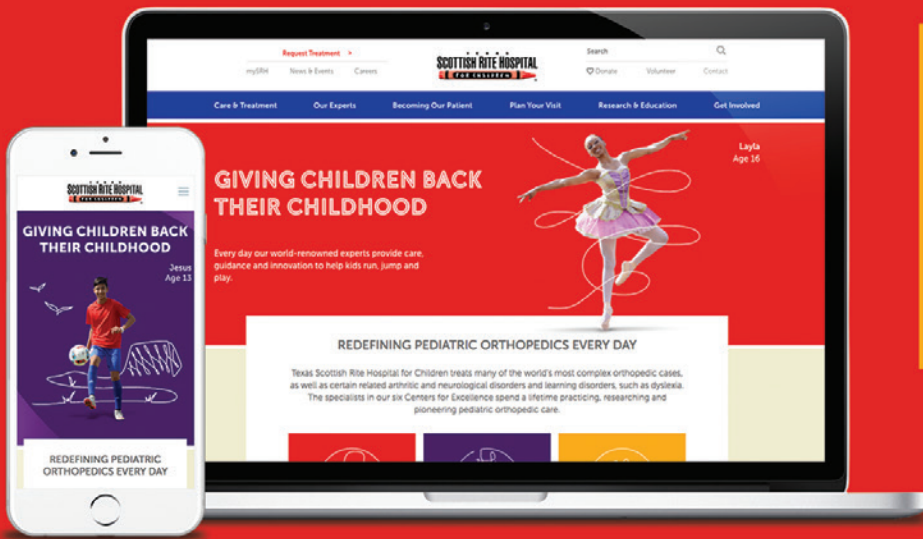 Request Treatment >
mySRH News & Events Careers
SCOTTISH RITE HOSPITAL
FOR CHILDREN
Search
Donate Volunteer Contact
Care & Treatment Our Experts Becoming Our Patient Plan Your Visit Research & Education Get Involved
GIVING CHILDREN BACK
THEIR CHILDHOOD
Layla
Age 16
Every day our world-renowned experts provide care,
guidance and innovation to help kids run, jump and
play.
REDEFINING PEDIATRIC ORTHOPEDICS EVERY DAY
Texas Scottish Rite Hospital for Children treats many of the world's most complex orthopedic cases,
as well as certain related arthritic and neurological disorders and learning disorders, such as dyslexia.
The specialists in our six Centers for Excellence spend a lifetime practicing, researching and
pioneering pediatric orthopedic care.
SCOTTISH RITE HOSPITAL
FOR CHILDREN
GIVING CHILDREN BACK
THEIR CHILDHOOD
Jesus
Age 13
REDEFINING PEDIATRIC
ORTHOPEDICS EVERY DAY